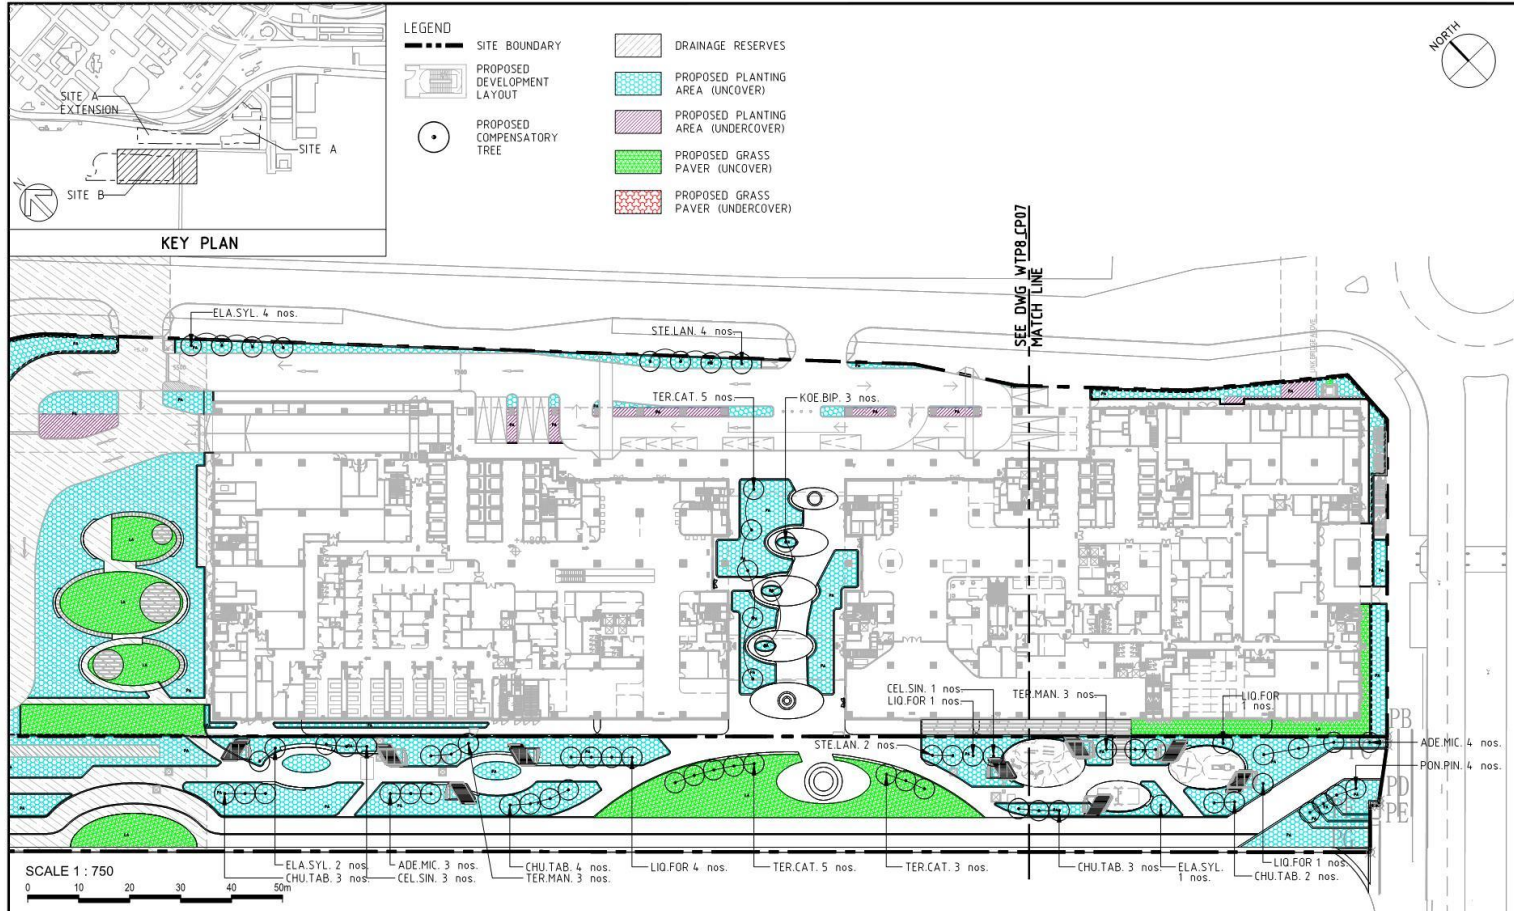 LEGEND
SITE BOUNDARY
PROPOSED
DEVELOPMENT
LAYOUT
PROPOSED
COMPENSATORY
TREE
DRAINAGE RESERVES
PROPOSED PLANTING
AREA (UNCOVER)
PROPOSED PLANTING
AREA (UNDERCOVER)
PROPOSED GRASS
PAVER (UNCOVER)
PROPOSED GRASS
PAVER (UNDERCOVER)
NORTH
SITE A
EXTENSION
SITE A
SITE B
N
KEY PLAN
SEE DWG WTP8_CP07
MATCH LINE
ELA.SYL. 4 nos.
STE.LAN. 4 nos.
TER.CAT. 5 nos.
KOE.BIP. 3 nos.
CEL.SIN. 1 nos.
LIQ.FOR 1 nos.
TER.MAN. 3 nos.
LIQ.FOR
1 nos.
STE.LAN. 2 nos.
PB
PC
ADE.MIC. 4 nos.
PON.PIN. 4 nos.
PD
PE
ELA.SYL. 2 nos.
CHU.TAB. 3 nos.
ADE.MIC. 3 nos.
CEL.SIN. 3 nos.
CHU.TAB. 4 nos.
TER.MAN. 3 nos.
LIQ.FOR 4 nos.
TER.CAT. 5 nos.
TER.CAT. 3 nos.
CHU.TAB. 3 nos.
ELA.SYL.
1 nos.
LIQ.FOR 1 nos.
CHU.TAB. 2 nos.
SCALE 1 : 750
0 10 20 30 40 50m